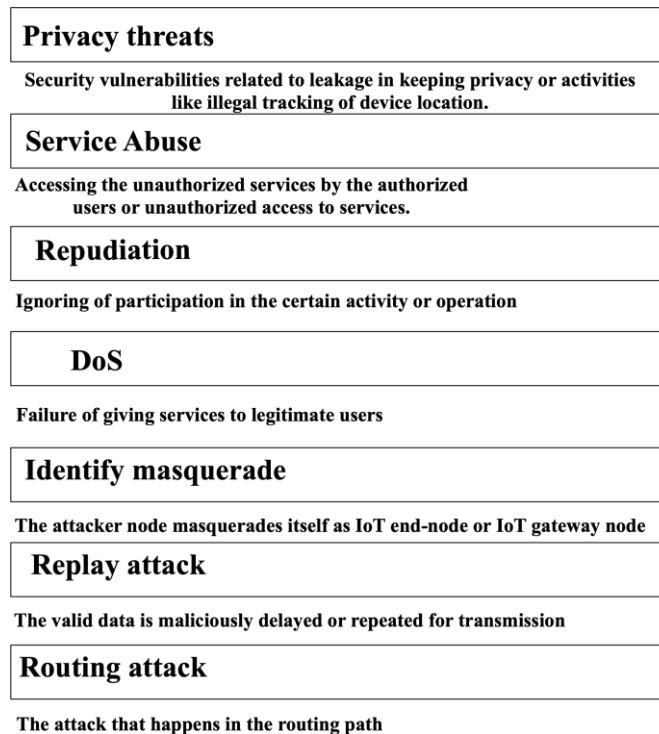 Privacy threats
Security vulnerabilities related to leakage in keeping privacy or activities
like illegal tracking of device location.
Service Abuse
Accessing the unauthorized services by the authorized
users or unauthorized access to services.
Repudiation
Ignoring of participation in the certain activity or operation
DoS
Failure of giving services to legitimate users
Identify masquerade
The attacker node masquerades itself as IoT end-node or IoT gateway node
Replay attack
The valid data is maliciously delayed or repeated for transmission
Routing attack
The attack that happens in the routing path